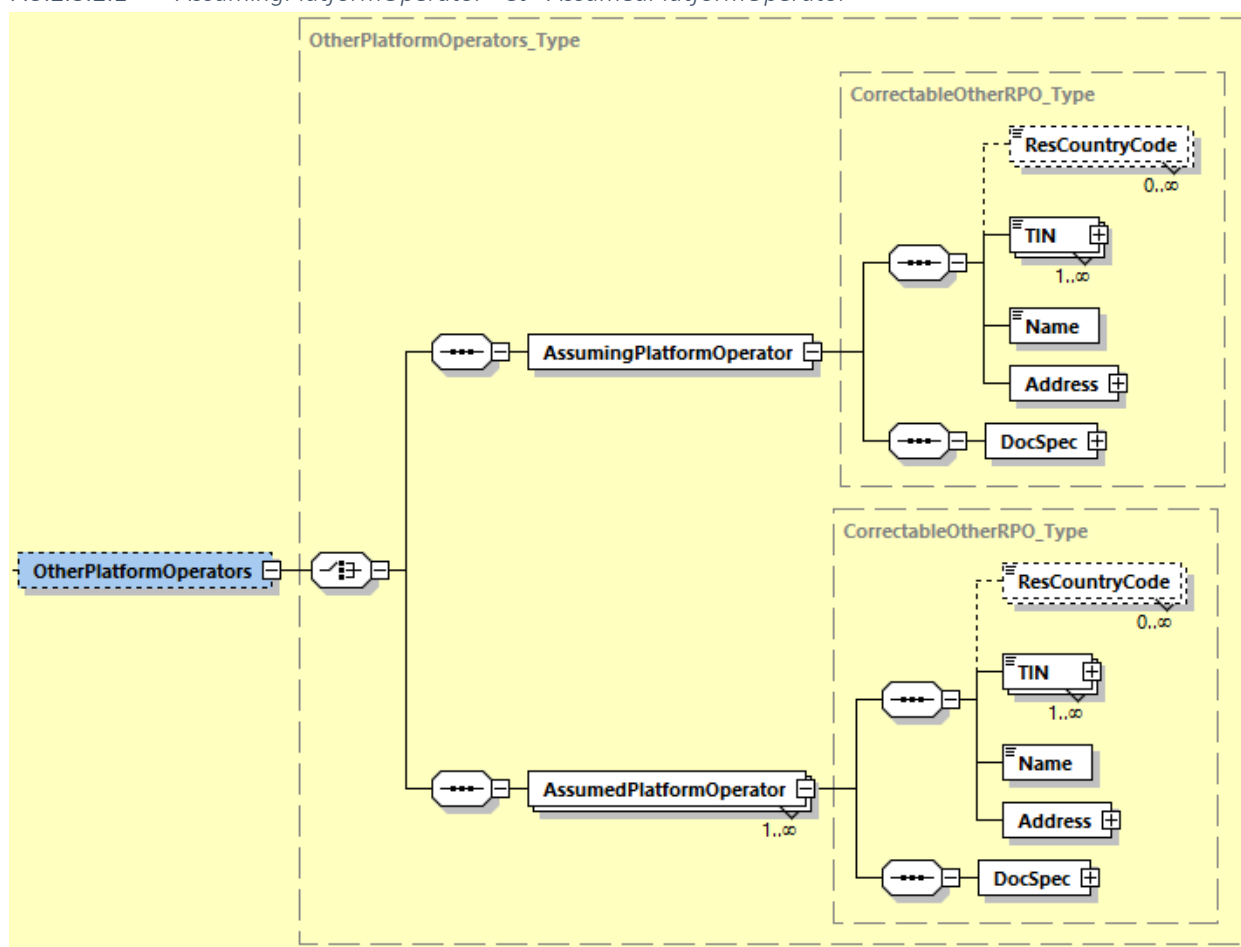 OtherPlatformOperators_Type
CorrectableOtherRPO_Type
ResCountryCode
0..∞
TIN
1..∞
Name
AssumingPlatformOperator
Address
DocSpec
CorrectableOtherRPO_Type
OtherPlatformOperators
ResCountryCode
0..∞
TIN
1..∞
Name
AssumedPlatformOperator
1..∞
Address
DocSpec